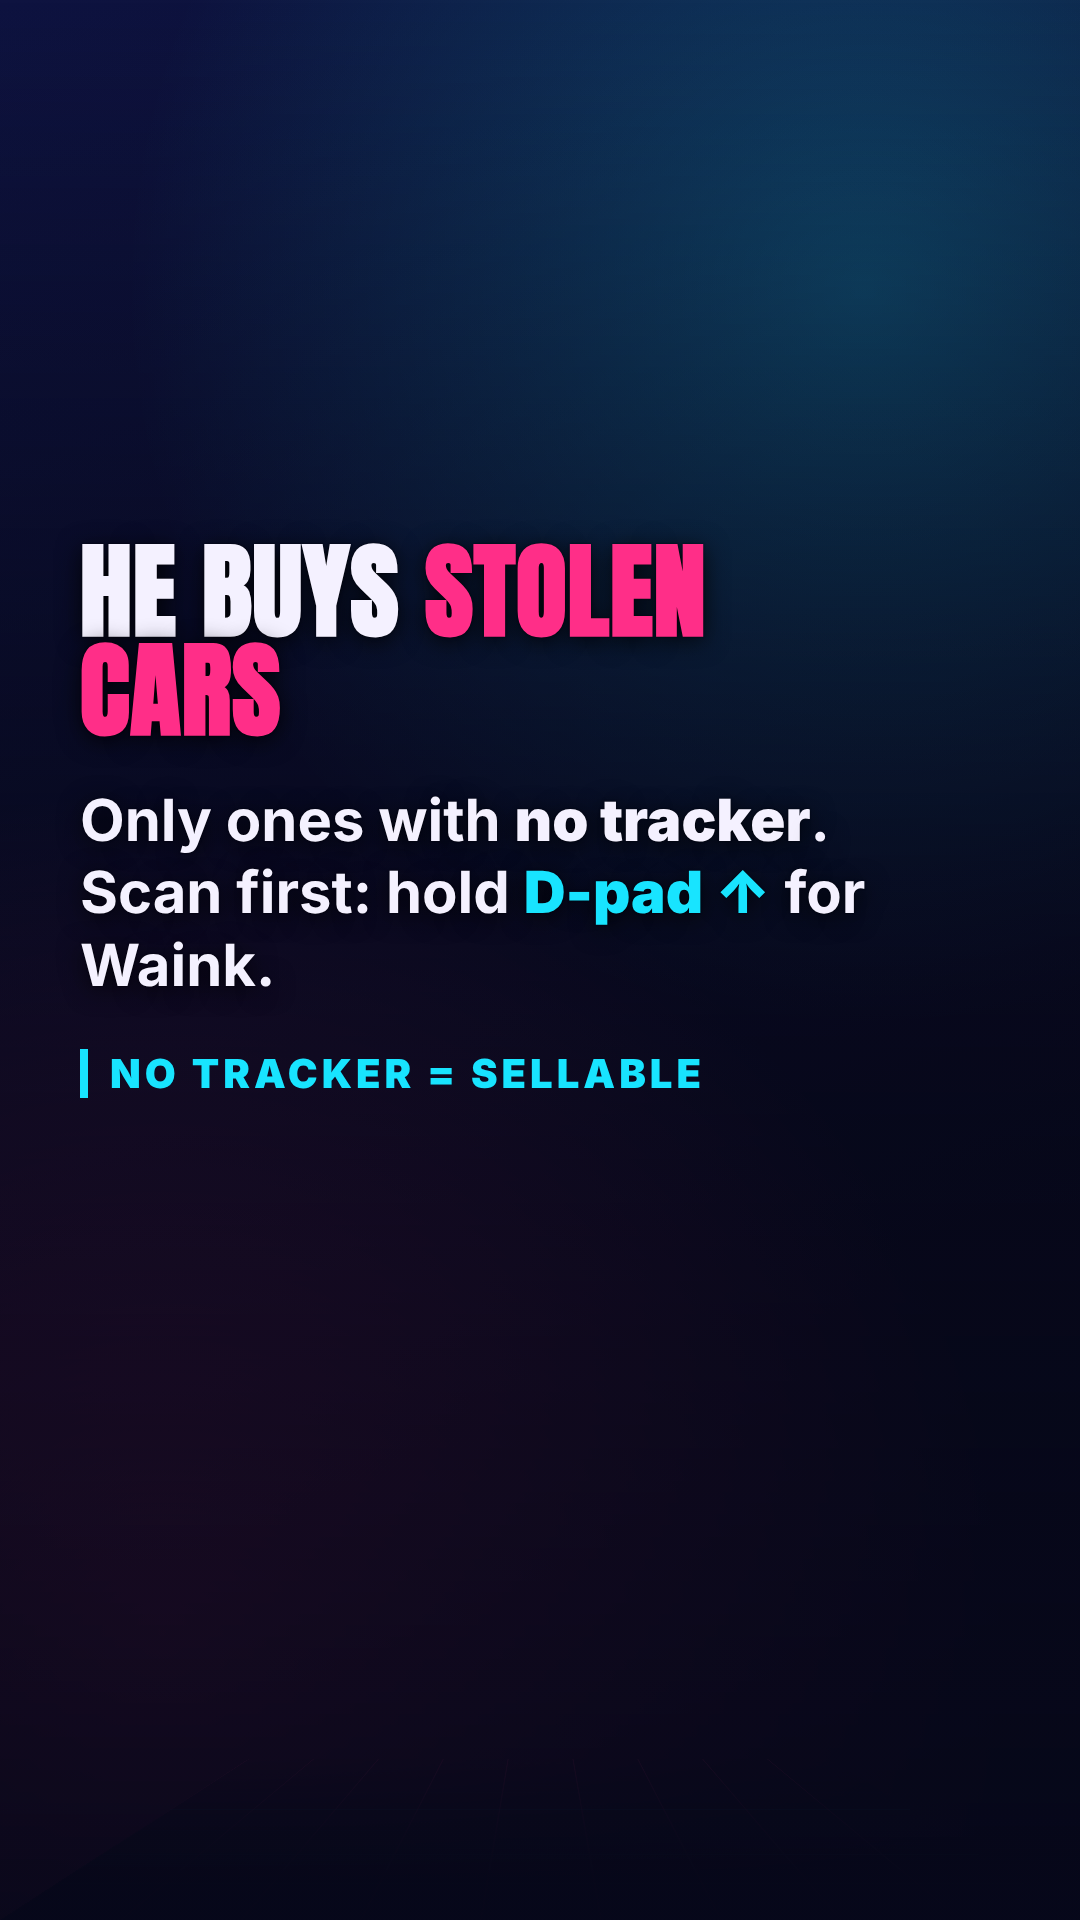 HE BUYS STOLEN
CARS
Only ones with no tracker.
Scan first: hold D-pad ↑ for
Waink.
NO TRACKER = SELLABLE